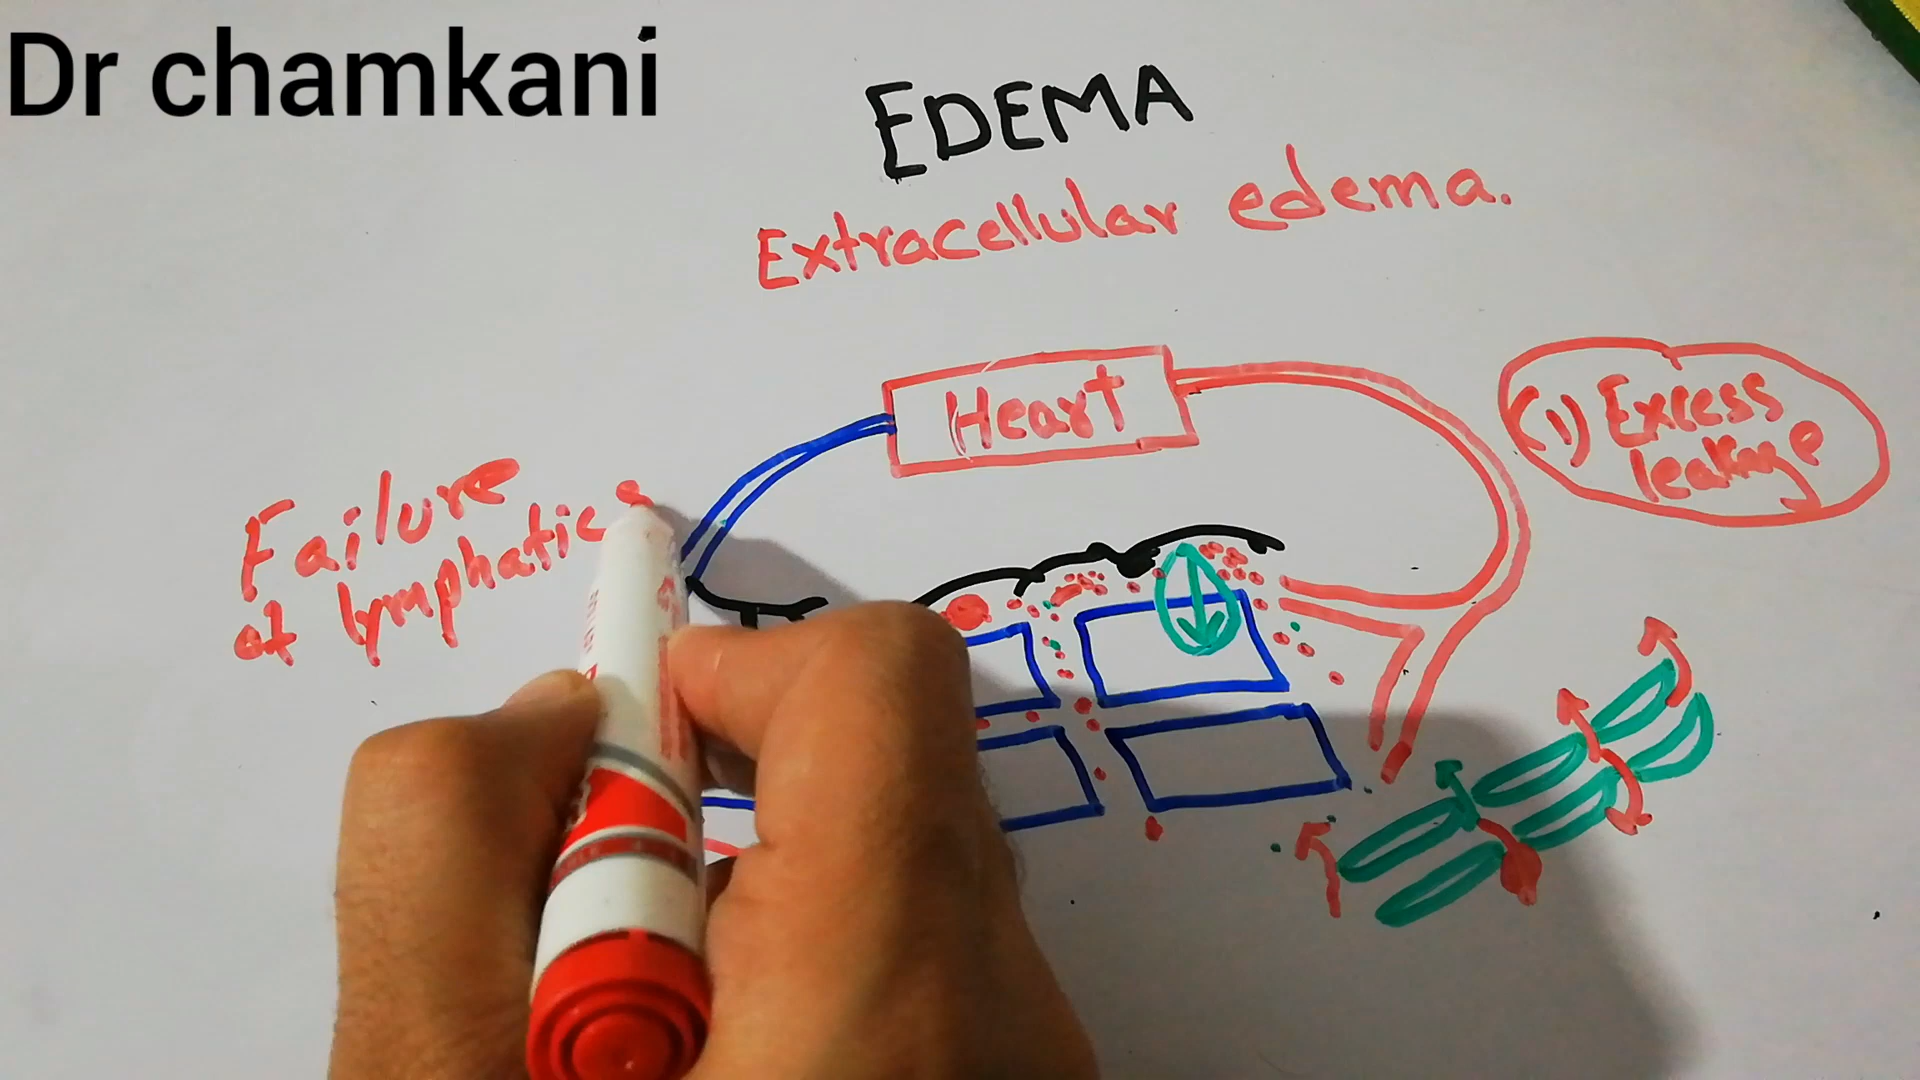 Dr chamkani
EDEMA
Extracellular edema.
Heart
(1) Excess
leakage
Failure
of lymphatics